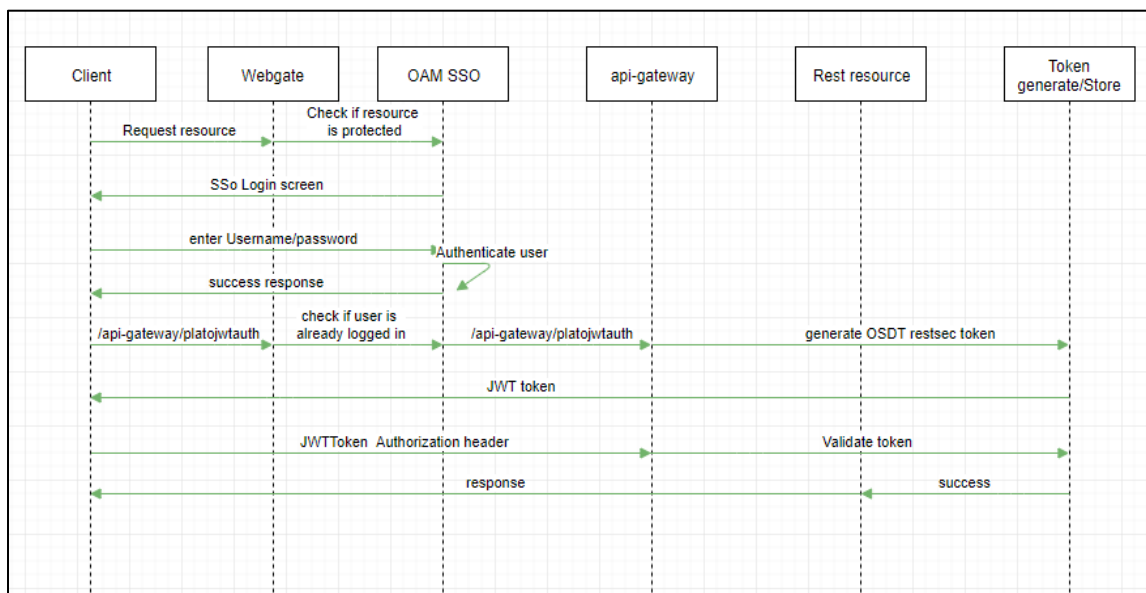 Client
Webgate
OAM SSO
api-gateway
Rest resource
Token
generate/Store
Request resource
Check if resource
is protected
SSo Login screen
enter Username/password
Authenticate user
success response
/api-gateway/platojwtauth
check if user is
already logged in
/api-gateway/platojwtauth
generate OSDT restsec token
JWT token
JWTToken Authorization header
Validate token
response
success